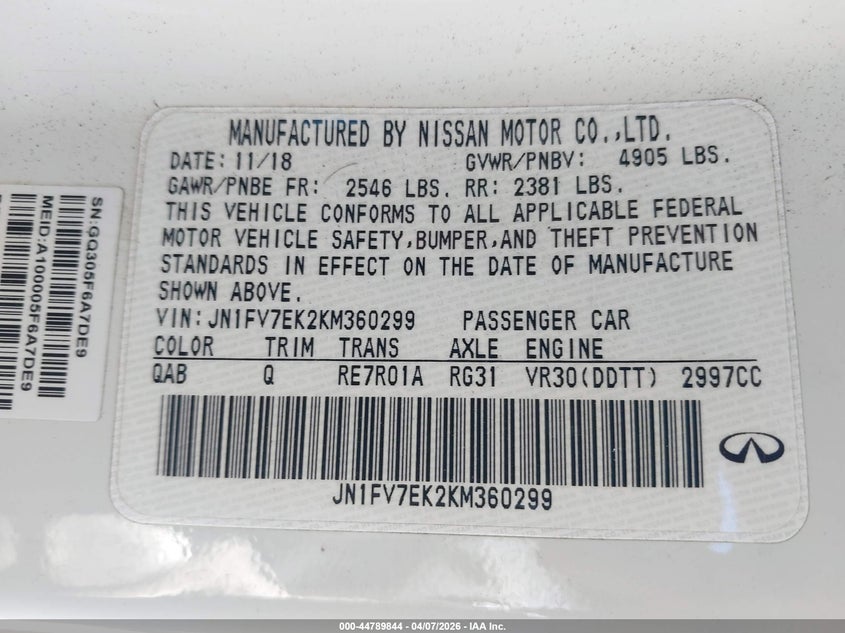 MANUFACTURED BY NISSAN MOTOR CO.,LTD.
DATE: 11/18 GVWR/PNBV: 4905 LBS.
GAWR/PNBE FR: 2546 LBS. RR: 2381 LBS.
THIS VEHICLE CONFORMS TO ALL APPLICABLE FEDERAL
MOTOR VEHICLE SAFETY,BUMPER,AND THEFT PREVENTION
STANDARDS IN EFFECT ON THE DATE OF MANUFACTURE
SHOWN ABOVE.
VIN:JN1FV7EK2KM360299 PASSENGER CAR
COLOR TRIM TRANS AXLE ENGINE
QAB Q RE7R01A RG31 VR30(DDTT) 2997CC
JN1FV7EK2KM360299
SN:GQ305F6A7DE9
MEID:A100005F6A7DE9
000-44789844 - 04/07/2026 - IAA Inc.